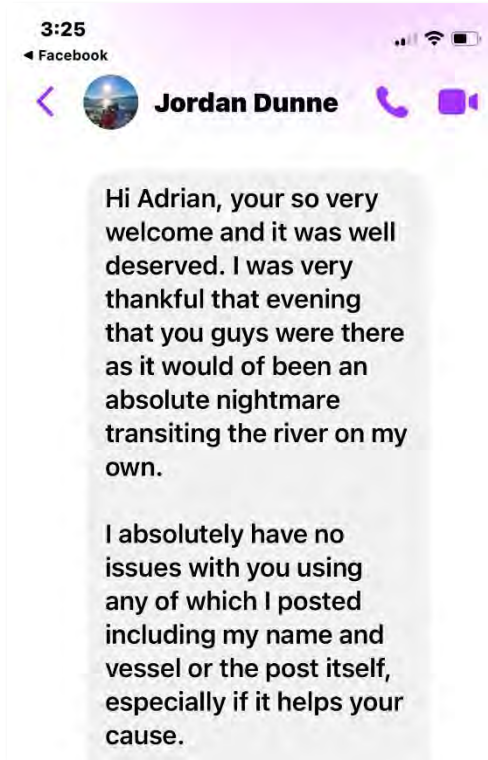 3:25
◄ Facebook
Jordan Dunne
Hi Adrian, your so very
welcome and it was well
deserved. I was very
thankful that evening
that you guys were there
as it would of been an
absolute nightmare
transiting the river on my
own.
I absolutely have no
issues with you using
any of which I posted
including my name and
vessel or the post itself,
especially if it helps your
cause.